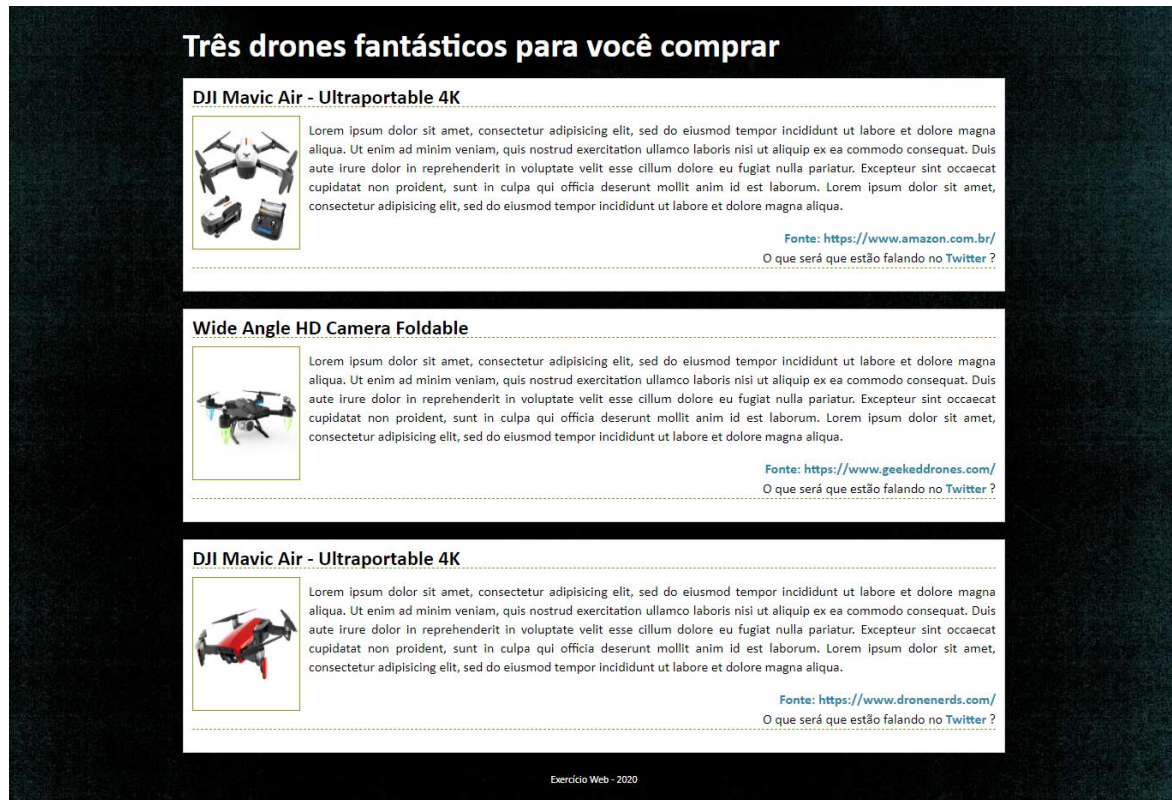 Três drones fantásticos para você comprar
DJI Mavic Air - Ultraportable 4K
Lorem ipsum dolor sit amet, consectetur adipisicing elit, sed do eiusmod tempor incididunt ut labore et dolore magna
aliqua. Ut enim ad minim veniam, quis nostrud exercitation ullamco laboris nisi ut aliquip ex ea commodo consequat. Duis
aute irure dolor in reprehenderit in voluptate velit esse cillum dolore eu fugiat nulla pariatur. Excepteur sint occaecat
cupidatat non proident, sunt in culpa qui officia deserunt mollit anim id est laborum. Lorem ipsum dolor sit amet,
consectetur adipisicing elit, sed do eiusmod tempor incididunt ut labore et dolore magna aliqua.
Fonte: https://www.amazon.com.br/
O que será que estão falando no Twitter ?
Wide Angle HD Camera Foldable
Lorem ipsum dolor sit amet, consectetur adipisicing elit, sed do eiusmod tempor incididunt ut labore et dolore magna
aliqua. Ut enim ad minim veniam, quis nostrud exercitation ullamco laboris nisi ut aliquip ex ea commodo consequat. Duis
aute irure dolor in reprehenderit in voluptate velit esse cillum dolore eu fugiat nulla pariatur. Excepteur sint occaecat
cupidatat non proident, sunt in culpa qui officia deserunt mollit anim id est laborum. Lorem ipsum dolor sit amet,
consectetur adipisicing elit, sed do eiusmod tempor incididunt ut labore et dolore magna aliqua.
Fonte: https://www.geekeddrones.com/
O que será que estão falando no Twitter ?
DJI Mavic Air - Ultraportable 4K
Lorem ipsum dolor sit amet, consectetur adipisicing elit, sed do eiusmod tempor incididunt ut labore et dolore magna
aliqua. Ut enim ad minim veniam, quis nostrud exercitation ullamco laboris nisi ut aliquip ex ea commodo consequat. Duis
aute irure dolor in reprehenderit in voluptate velit esse cillum dolore eu fugiat nulla pariatur. Excepteur sint occaecat
cupidatat non proident, sunt in culpa qui officia deserunt mollit anim id est laborum. Lorem ipsum dolor sit amet,
consectetur adipisicing elit, sed do eiusmod tempor incididunt ut labore et dolore magna aliqua.
Fonte: https://www.dronenerds.com/
O que será que estão falando no Twitter ?
Exercício Web - 2020